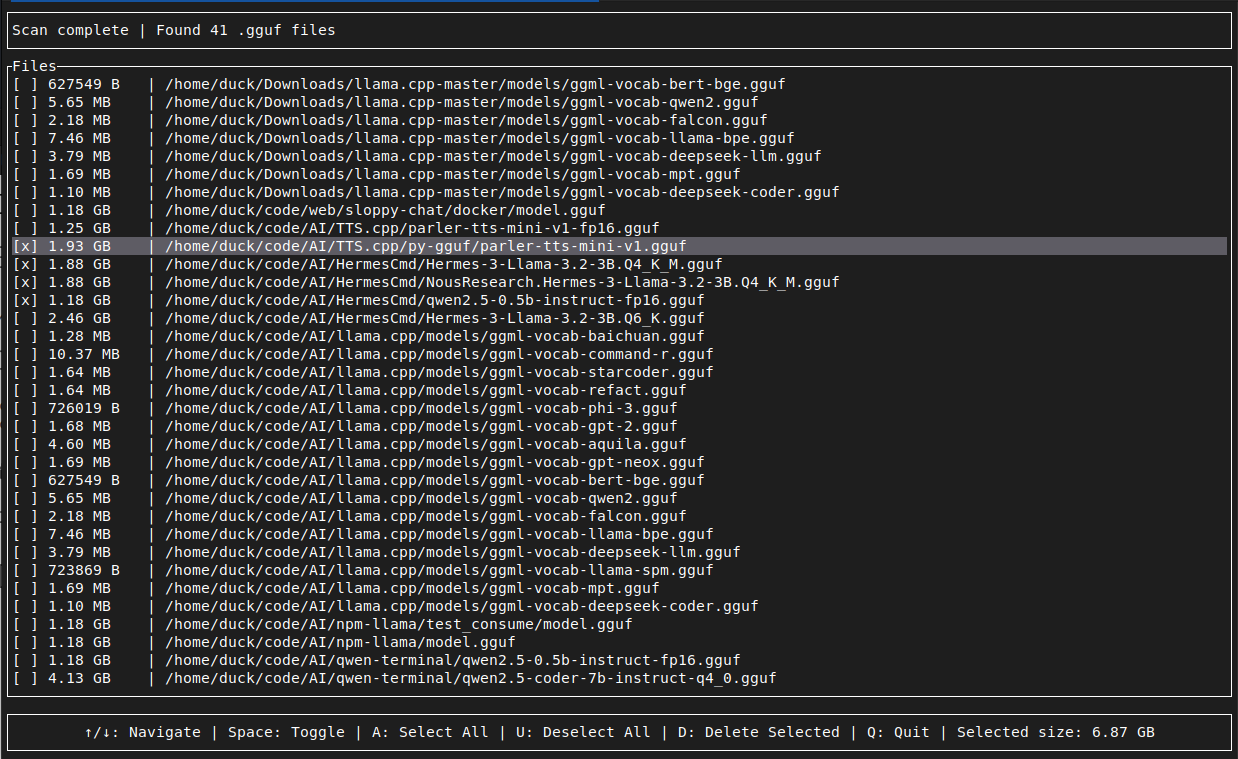 Scan complete | Found 41 .gguf files
Files
[ ] 627549 B   | /home/duck/Downloads/llama.cpp-master/models/ggml-vocab-bert-bge.gguf
[ ] 5.65 MB    | /home/duck/Downloads/llama.cpp-master/models/ggml-vocab-qwen2.gguf
[ ] 2.18 MB    | /home/duck/Downloads/llama.cpp-master/models/ggml-vocab-falcon.gguf
[ ] 7.46 MB    | /home/duck/Downloads/llama.cpp-master/models/ggml-vocab-llama-bpe.gguf
[ ] 3.79 MB    | /home/duck/Downloads/llama.cpp-master/models/ggml-vocab-deepseek-llm.gguf
[ ] 1.69 MB    | /home/duck/Downloads/llama.cpp-master/models/ggml-vocab-mpt.gguf
[ ] 1.10 MB    | /home/duck/Downloads/llama.cpp-master/models/ggml-vocab-deepseek-coder.gguf
[ ] 1.18 GB    | /home/duck/code/web/sloppy-chat/docker/model.gguf
[ ] 1.25 GB    | /home/duck/code/AI/TTS.cpp/parler-tts-mini-v1-fp16.gguf
[x] 1.93 GB    | /home/duck/code/AI/TTS.cpp/py-gguf/parler-tts-mini-v1.gguf
[x] 1.88 GB    | /home/duck/code/AI/HermesCmd/Hermes-3-Llama-3.2-3B.Q4_K_M.gguf
[x] 1.88 GB    | /home/duck/code/AI/HermesCmd/NousResearch.Hermes-3-Llama-3.2-3B.Q4_K_M.gguf
[x] 1.18 GB    | /home/duck/code/AI/HermesCmd/qwen2.5-0.5b-instruct-fp16.gguf
[ ] 2.46 GB    | /home/duck/code/AI/HermesCmd/Hermes-3-Llama-3.2-3B.Q6_K.gguf
[ ] 1.28 MB    | /home/duck/code/AI/llama.cpp/models/ggml-vocab-baichuan.gguf
[ ] 10.37 MB   | /home/duck/code/AI/llama.cpp/models/ggml-vocab-command-r.gguf
[ ] 1.64 MB    | /home/duck/code/AI/llama.cpp/models/ggml-vocab-starcoder.gguf
[ ] 1.64 MB    | /home/duck/code/AI/llama.cpp/models/ggml-vocab-refact.gguf
[ ] 726019 B   | /home/duck/code/AI/llama.cpp/models/ggml-vocab-phi-3.gguf
[ ] 1.68 MB    | /home/duck/code/AI/llama.cpp/models/ggml-vocab-gpt-2.gguf
[ ] 4.60 MB    | /home/duck/code/AI/llama.cpp/models/ggml-vocab-aquila.gguf
[ ] 1.69 MB    | /home/duck/code/AI/llama.cpp/models/ggml-vocab-gpt-neox.gguf
[ ] 627549 B   | /home/duck/code/AI/llama.cpp/models/ggml-vocab-bert-bge.gguf
[ ] 5.65 MB    | /home/duck/code/AI/llama.cpp/models/ggml-vocab-qwen2.gguf
[ ] 2.18 MB    | /home/duck/code/AI/llama.cpp/models/ggml-vocab-falcon.gguf
[ ] 7.46 MB    | /home/duck/code/AI/llama.cpp/models/ggml-vocab-llama-bpe.gguf
[ ] 3.79 MB    | /home/duck/code/AI/llama.cpp/models/ggml-vocab-deepseek-llm.gguf
[ ] 723869 B   | /home/duck/code/AI/llama.cpp/models/ggml-vocab-llama-spm.gguf
[ ] 1.69 MB    | /home/duck/code/AI/llama.cpp/models/ggml-vocab-mpt.gguf
[ ] 1.10 MB    | /home/duck/code/AI/llama.cpp/models/ggml-vocab-deepseek-coder.gguf
[ ] 1.18 GB    | /home/duck/code/AI/npm-llama/test_consume/model.gguf
[ ] 1.18 GB    | /home/duck/code/AI/npm-llama/model.gguf
[ ] 1.18 GB    | /home/duck/code/AI/qwen-terminal/qwen2.5-0.5b-instruct-fp16.gguf
[ ] 4.13 GB    | /home/duck/code/AI/qwen-terminal/qwen2.5-coder-7b-instruct-q4_0.gguf
↑/↓: Navigate | Space: Toggle | A: Select All | U: Deselect All | D: Delete Selected | Q: Quit | Selected size: 6.87 GB